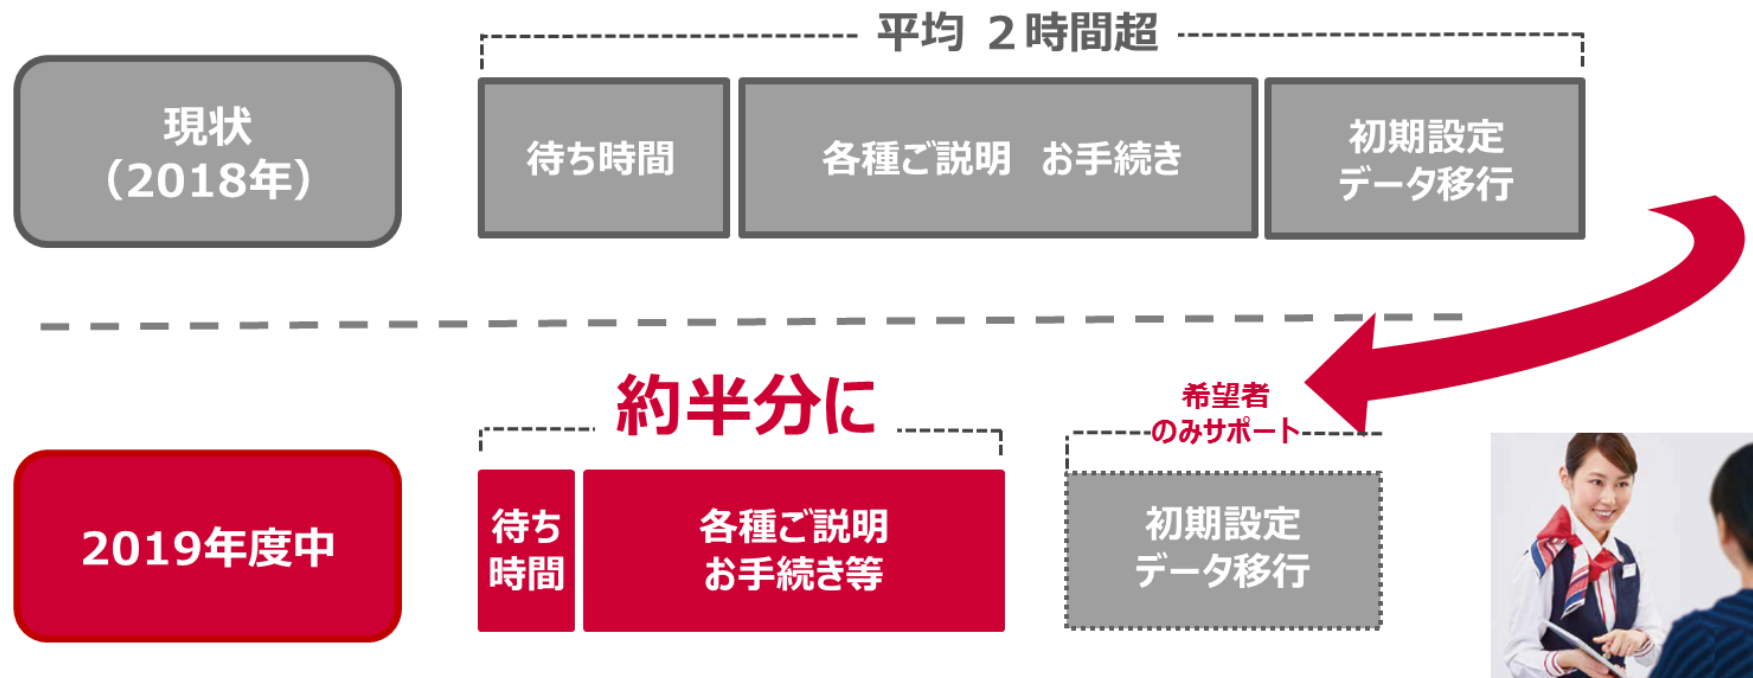 平均 2時間超
現状
（2018年）
待ち時間
各種ご説明　お手続き
初期設定
データ移行
約半分に
希望者
のみサポート
2019年度中
待ち
時間
各種ご説明
お手続き等
初期設定
データ移行